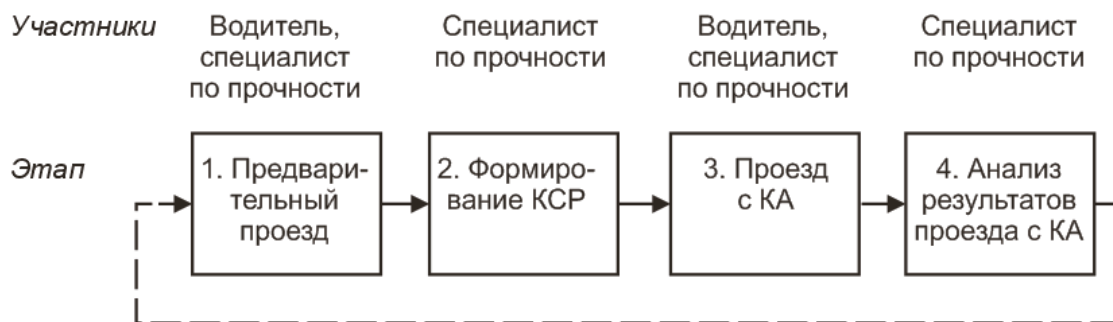 Участники
Водитель,
специалист
по прочности
Специалист
по прочности
Водитель,
специалист
по прочности
Специалист
по прочности
Этап
1. Предвари-
тельный
проезд
2. Формиро-
вание КСР
3. Проезд
с КА
4. Анализ
результатов
проезда с КА